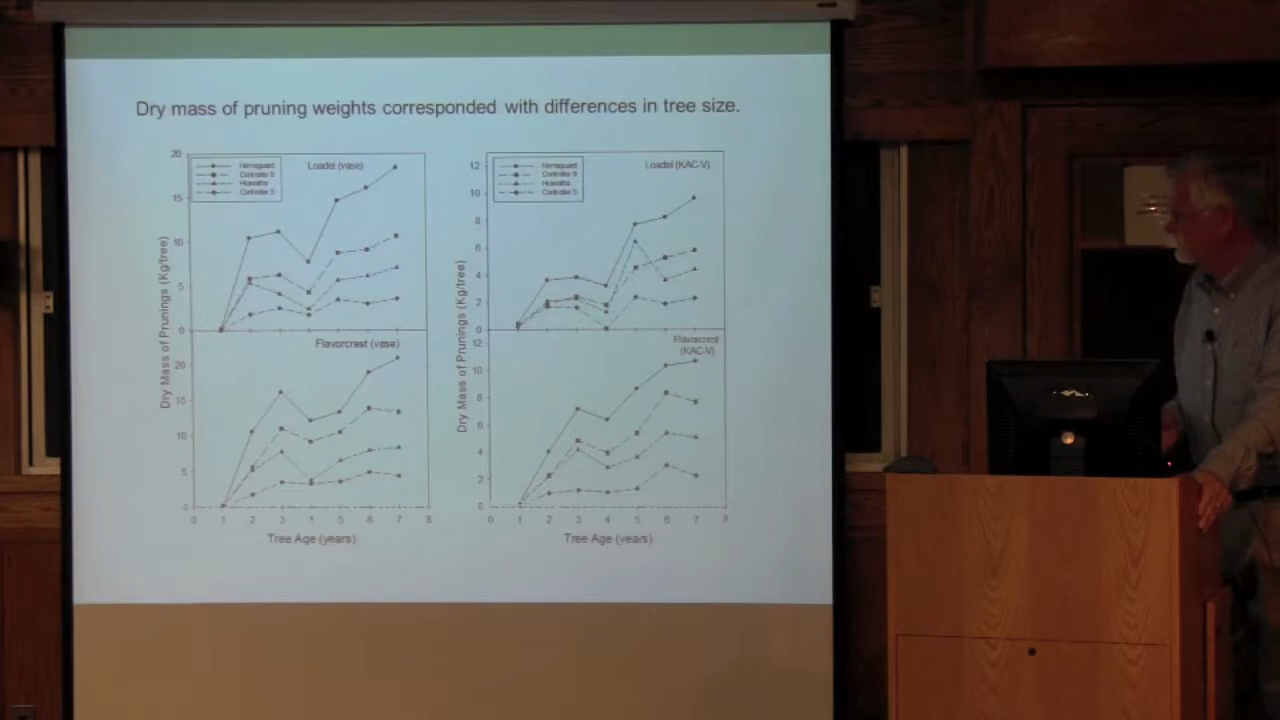 Dry mass of pruning weights corresponded with differences in tree size.
Dry Mass of Prunings (Kg/tree)
20
15
10
5
0
Nemaguard
Controller 9
Hiawatha
Controller 5
Loadel (vase)
Flavorcrest (vase)
20
15
10
5
0 1 2 3 4 5 6 7 8
Tree Age (years)
Dry Mass of Prunings (Kg/tree)
12
10
8
6
4
2
0
Nemaguard
Controller 9
Hiawatha
Controller 5
Loadel (KAC-V)
Flavorcrest
(KAC-V)
12
10
8
6
4
2
0
0 1 2 3 4 5 6 7
Tree Age (years)